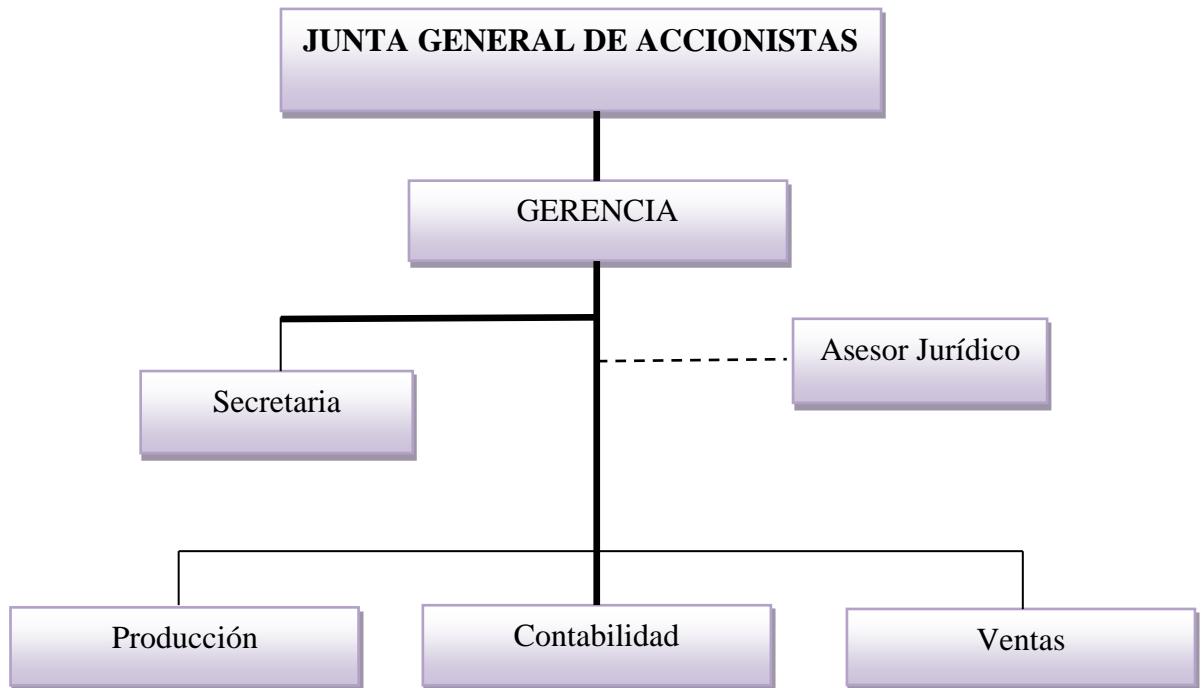 JUNTA GENERAL DE ACCIONISTAS
GERENCIA
Asesor Jurídico
Secretaria
Producción
Contabilidad
Ventas